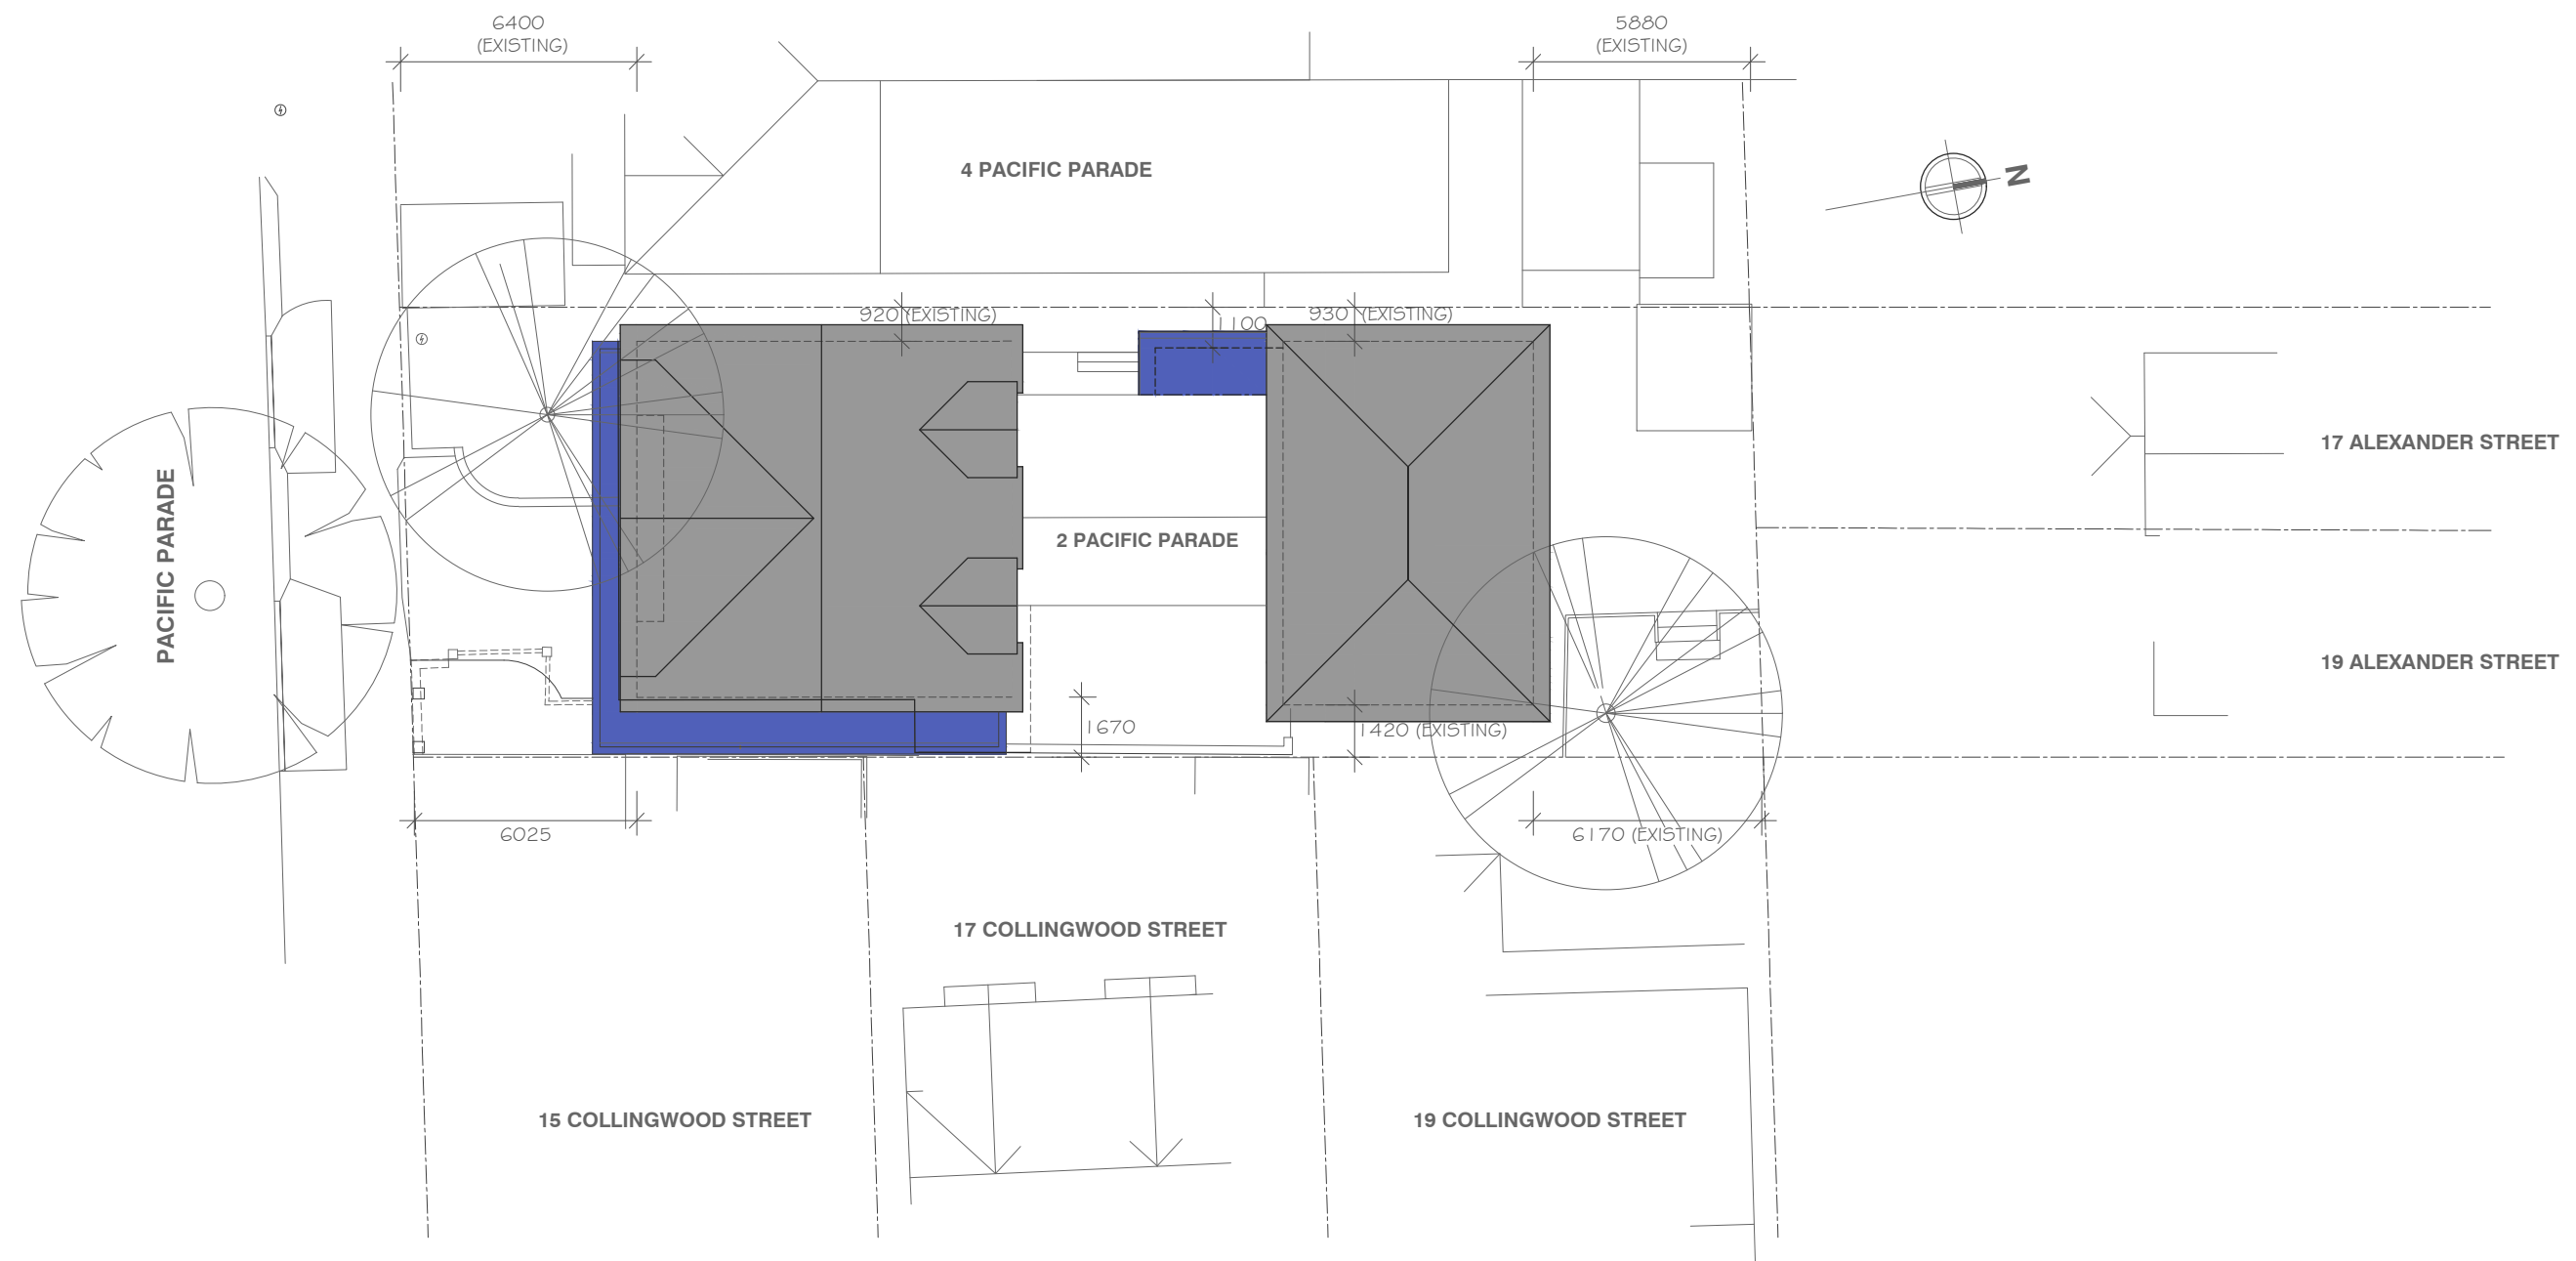 6400
(EXISTING)
5880
(EXISTING)
4 PACIFIC PARADE
N
920 (EXISTING)
1100
930 (EXISTING)
17 ALEXANDER STREET
PACIFIC PARADE
2 PACIFIC PARADE
19 ALEXANDER STREET
1670
1420 (EXISTING)
6025
6170 (EXISTING)
17 COLLINGWOOD STREET
15 COLLINGWOOD STREET
19 COLLINGWOOD STREET